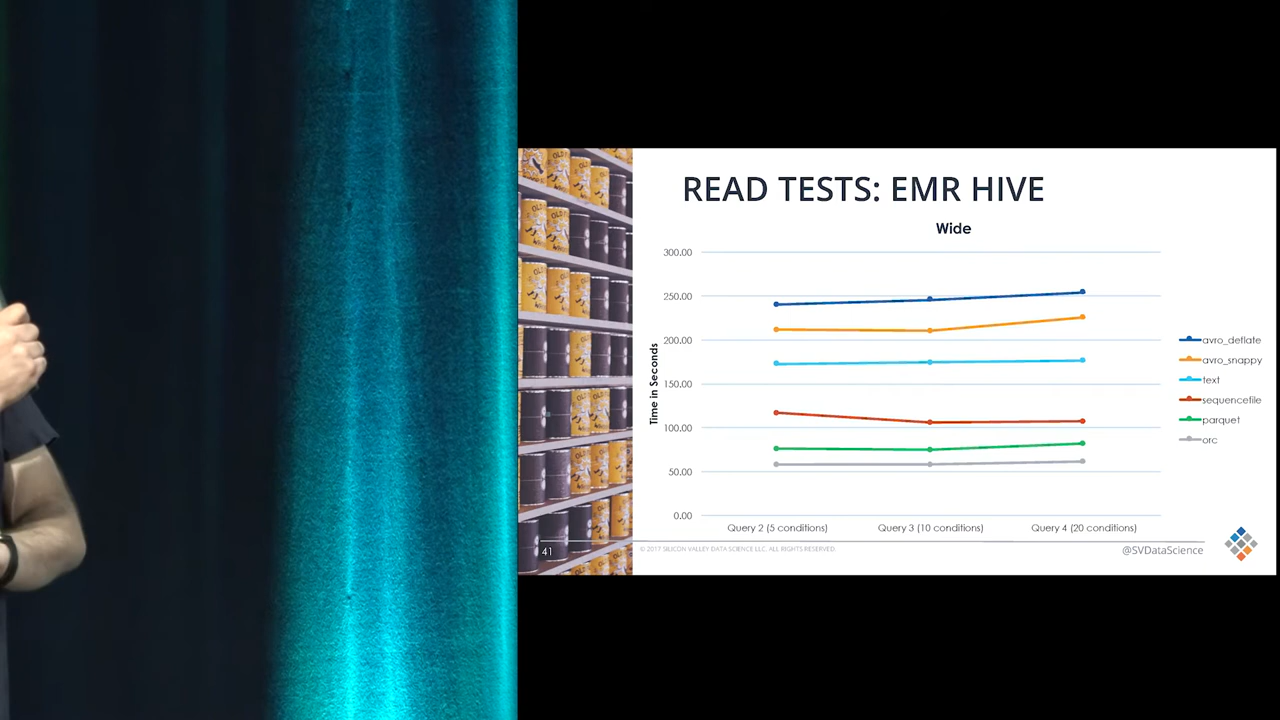 READ TESTS: EMR HIVE
Wide
300.00
250.00
200.00
150.00
100.00
50.00
0.00
Time in Seconds
Query 2 (5 conditions)
Query 3 (10 conditions)
Query 4 (20 conditions)
avro_deflate
avro_snappy
text
sequencefile
parquet
orc
41
© 2017 SILICON VALLEY DATA SCIENCE LLC. ALL RIGHTS RESERVED.
@SVDataScience